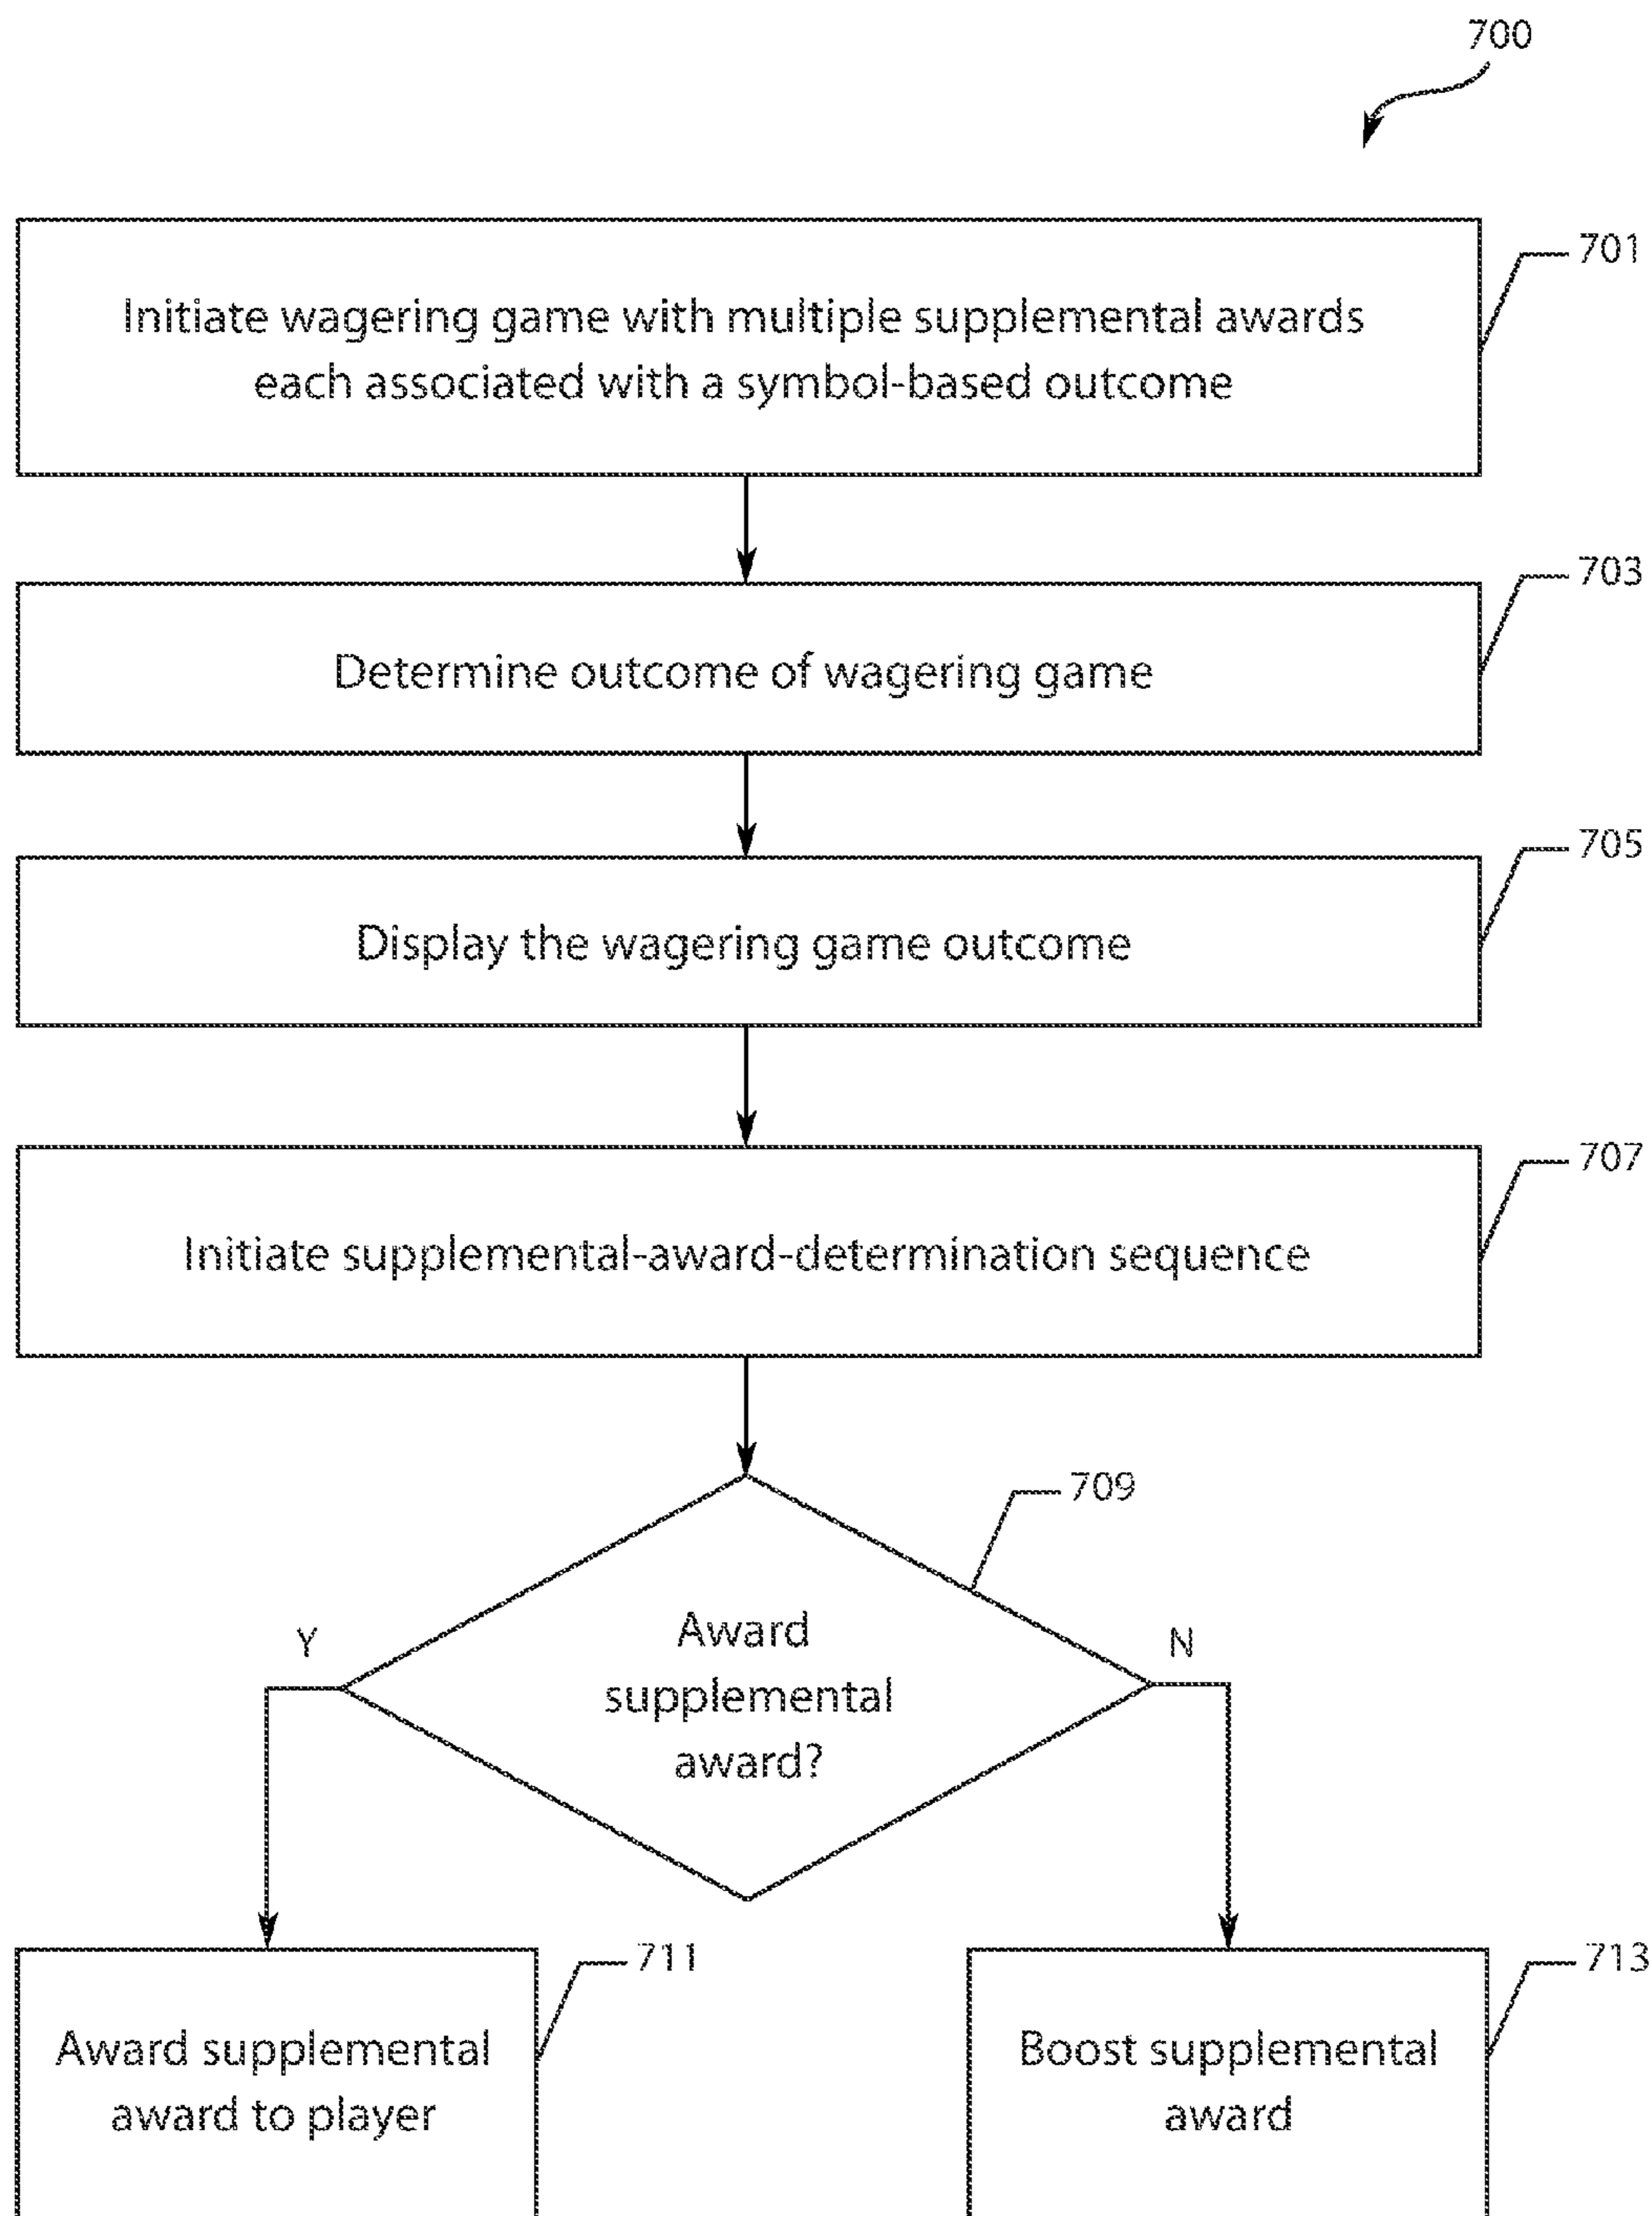 700
Initiate wagering game with multiple supplemental awards
each associated with a symbol-based outcome
701
Determine outcome of wagering game
703
Display the wagering game outcome
705
Initiate supplemental-award-determination sequence
707
709
Award
supplemental
award?
Y
N
Award supplemental
award to player
711
Boost supplemental
award
713